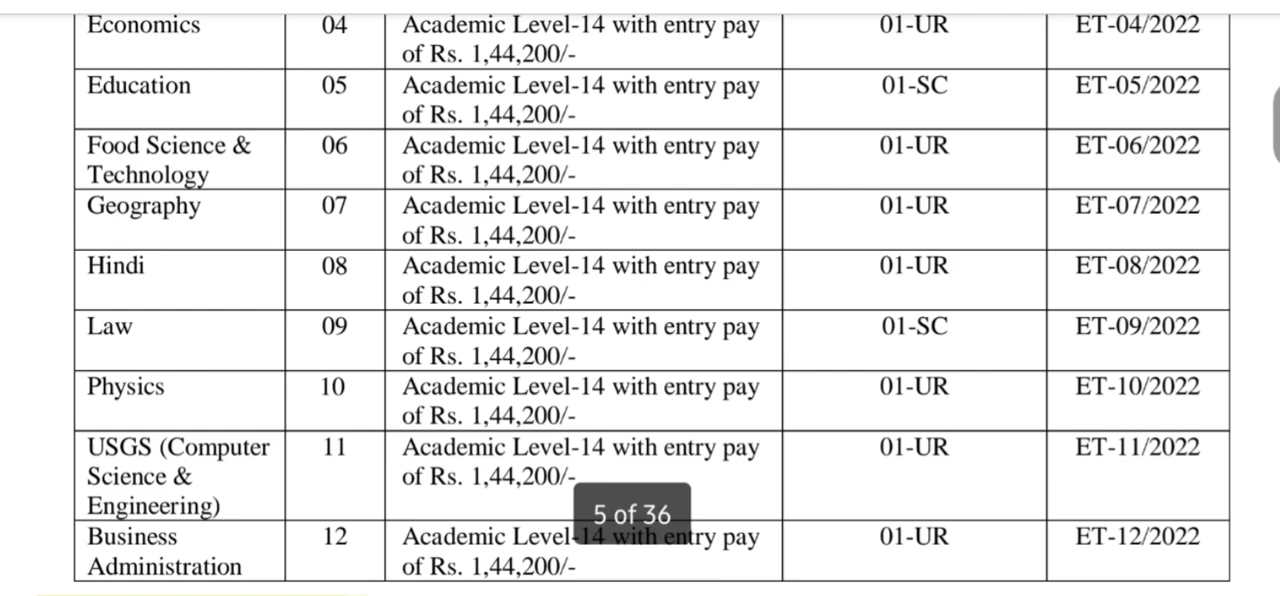 Economics 04 Academic Level-14 with entry pay 01-UR ET-04/2022
of Rs. 1,44,200/-
Education 05 Academic Level-14 with entry pay 01-SC ET-05/2022
of Rs. 1,44,200/-
Food Science & 06 Academic Level-14 with entry pay 01-UR ET-06/2022
Technology of Rs. 1,44,200/-
Geography 07 Academic Level-14 with entry pay 01-UR ET-07/2022
of Rs. 1,44,200/-
Hindi 08 Academic Level-14 with entry pay 01-UR ET-08/2022
of Rs. 1,44,200/-
Law 09 Academic Level-14 with entry pay 01-SC ET-09/2022
of Rs. 1,44,200/-
Physics 10 Academic Level-14 with entry pay 01-UR ET-10/2022
of Rs. 1,44,200/-
USGS (Computer 11 Academic Level-14 with entry pay 01-UR ET-11/2022
Science & of Rs. 1,44,200/-
Engineering)
5 of 36
Business 12 Academic Level-14 with entry pay 01-UR ET-12/2022
Administration of Rs. 1,44,200/-